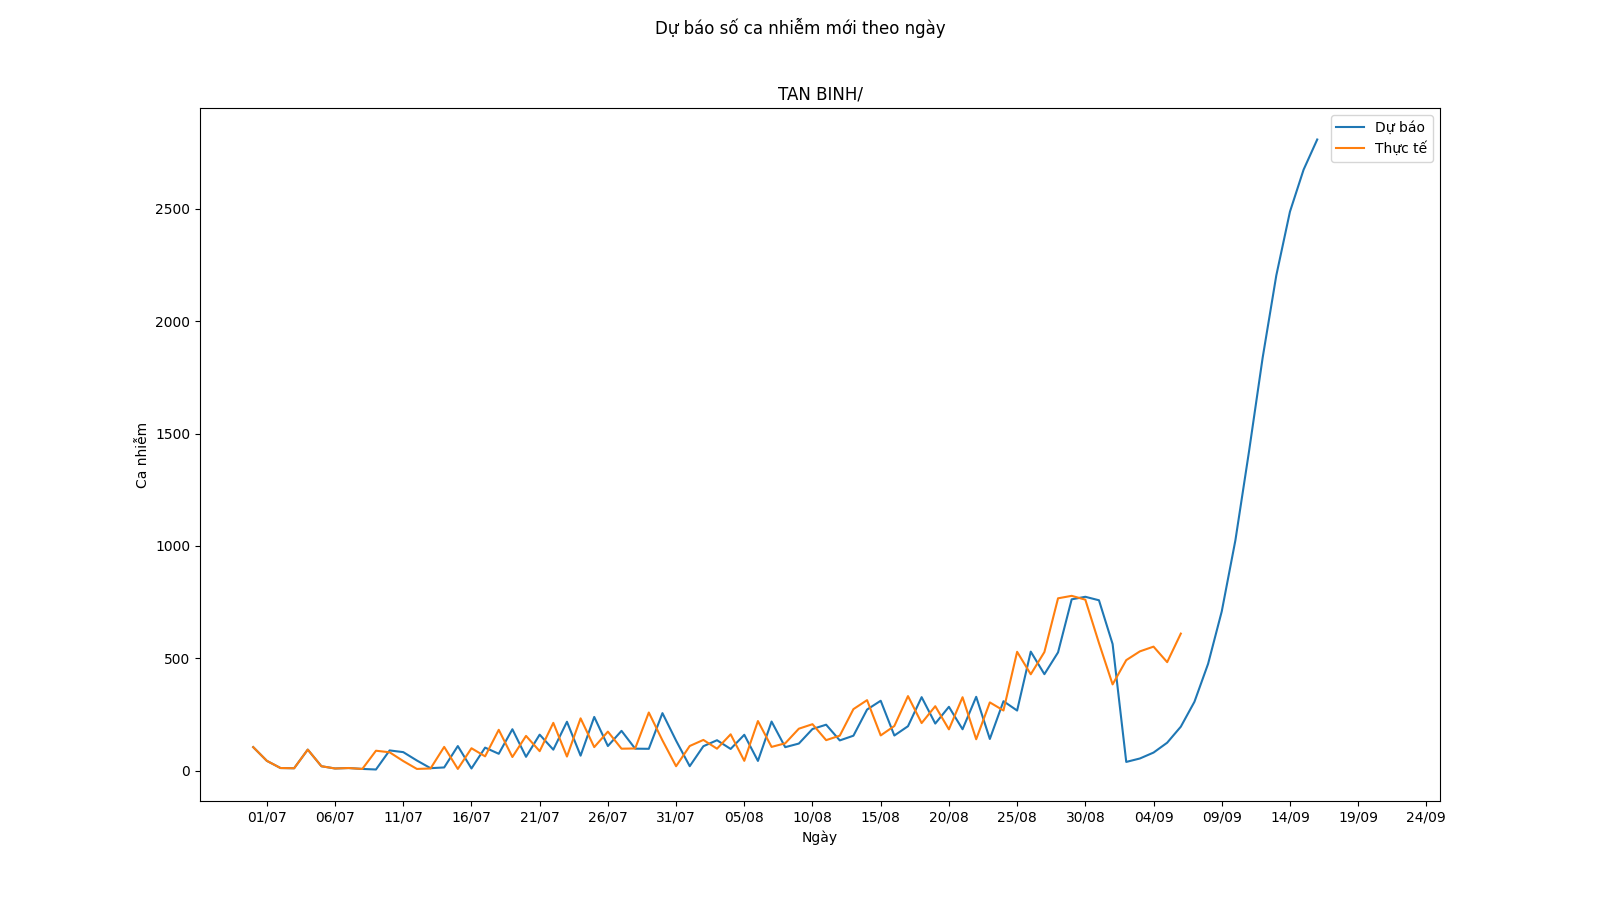 Dự báo số ca nhiễm mới theo ngày
TAN BINH/
Dự báo
Thực tế
2500
2000
1500
1000
500
0
Ca nhiễm
01/07 06/07 11/07 16/07 21/07 26/07 31/07 05/08 10/08 15/08 20/08 25/08 30/08 04/09 09/09 14/09 19/09 24/09
Ngày